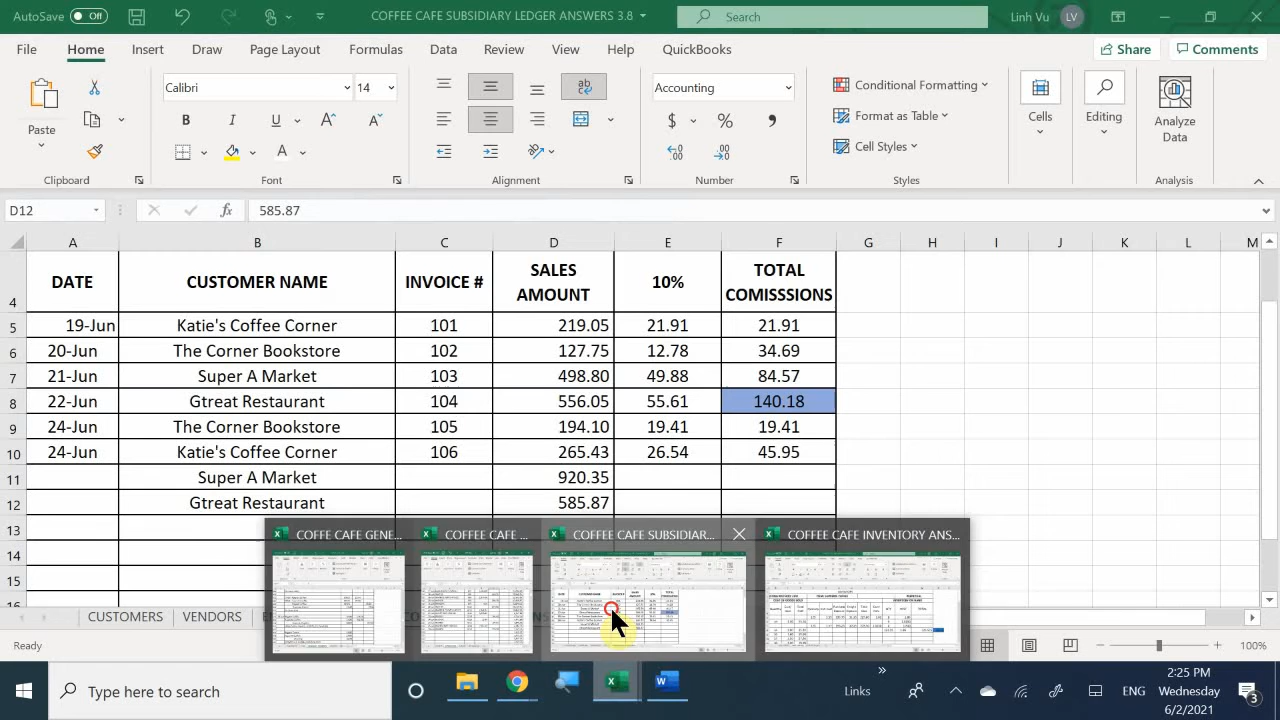 AutoSave Off COFFEE CAFE SUBSIDIARY LEDGER ANSWERS 3.8 Search Linh Vu LV
File Home Insert Draw Page Layout Formulas Data Review View Help QuickBooks Share Comments
Calibri 14 Accounting Conditional Formatting
Paste B I U A A $ % , Format as Table Cells Editing Analyze Data
A Cell Styles
Clipboard Font Alignment Number Styles Analysis
D12 fx 585.87
A B C D E F G H I J K L M
4 DATE CUSTOMER NAME INVOICE # SALES AMOUNT 10% TOTAL COMISSSIONS
5 19-Jun Katie's Coffee Corner 101 219.05 21.91 21.91
6 20-Jun The Corner Bookstore 102 127.75 12.78 34.69
7 21-Jun Super A Market 103 498.80 49.88 84.57
8 22-Jun Gtreat Restaurant 104 556.05 55.61 140.18
9 24-Jun The Corner Bookstore 105 194.10 19.41 19.41
10 24-Jun Katie's Coffee Corner 106 265.43 26.54 45.95
11 Super A Market 920.35
12 Gtreat Restaurant 585.87
13
14
15
COFFE CAFE GENE... COFFEE CAFE ... COFFEE CAFE SUBSIDIAR... COFFEE CAFE INVENTORY ANS...
CUSTOMERS VENDORS
Ready 100%
Type here to search Links ENG 2:25 PM
Wednesday
6/2/2021 3